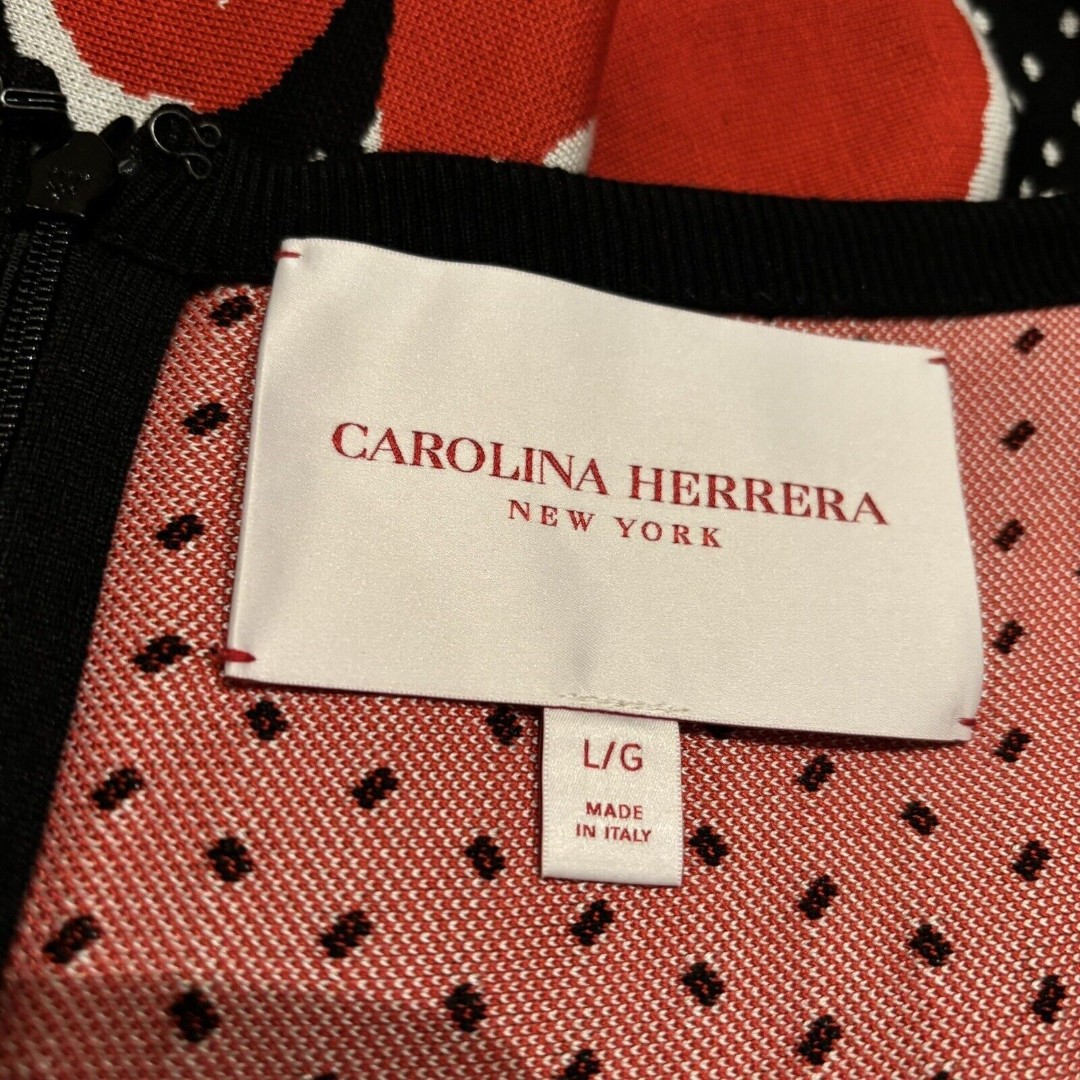 CAROLINA HERRERA
NEW YORK
L/G
MADE
IN ITALY